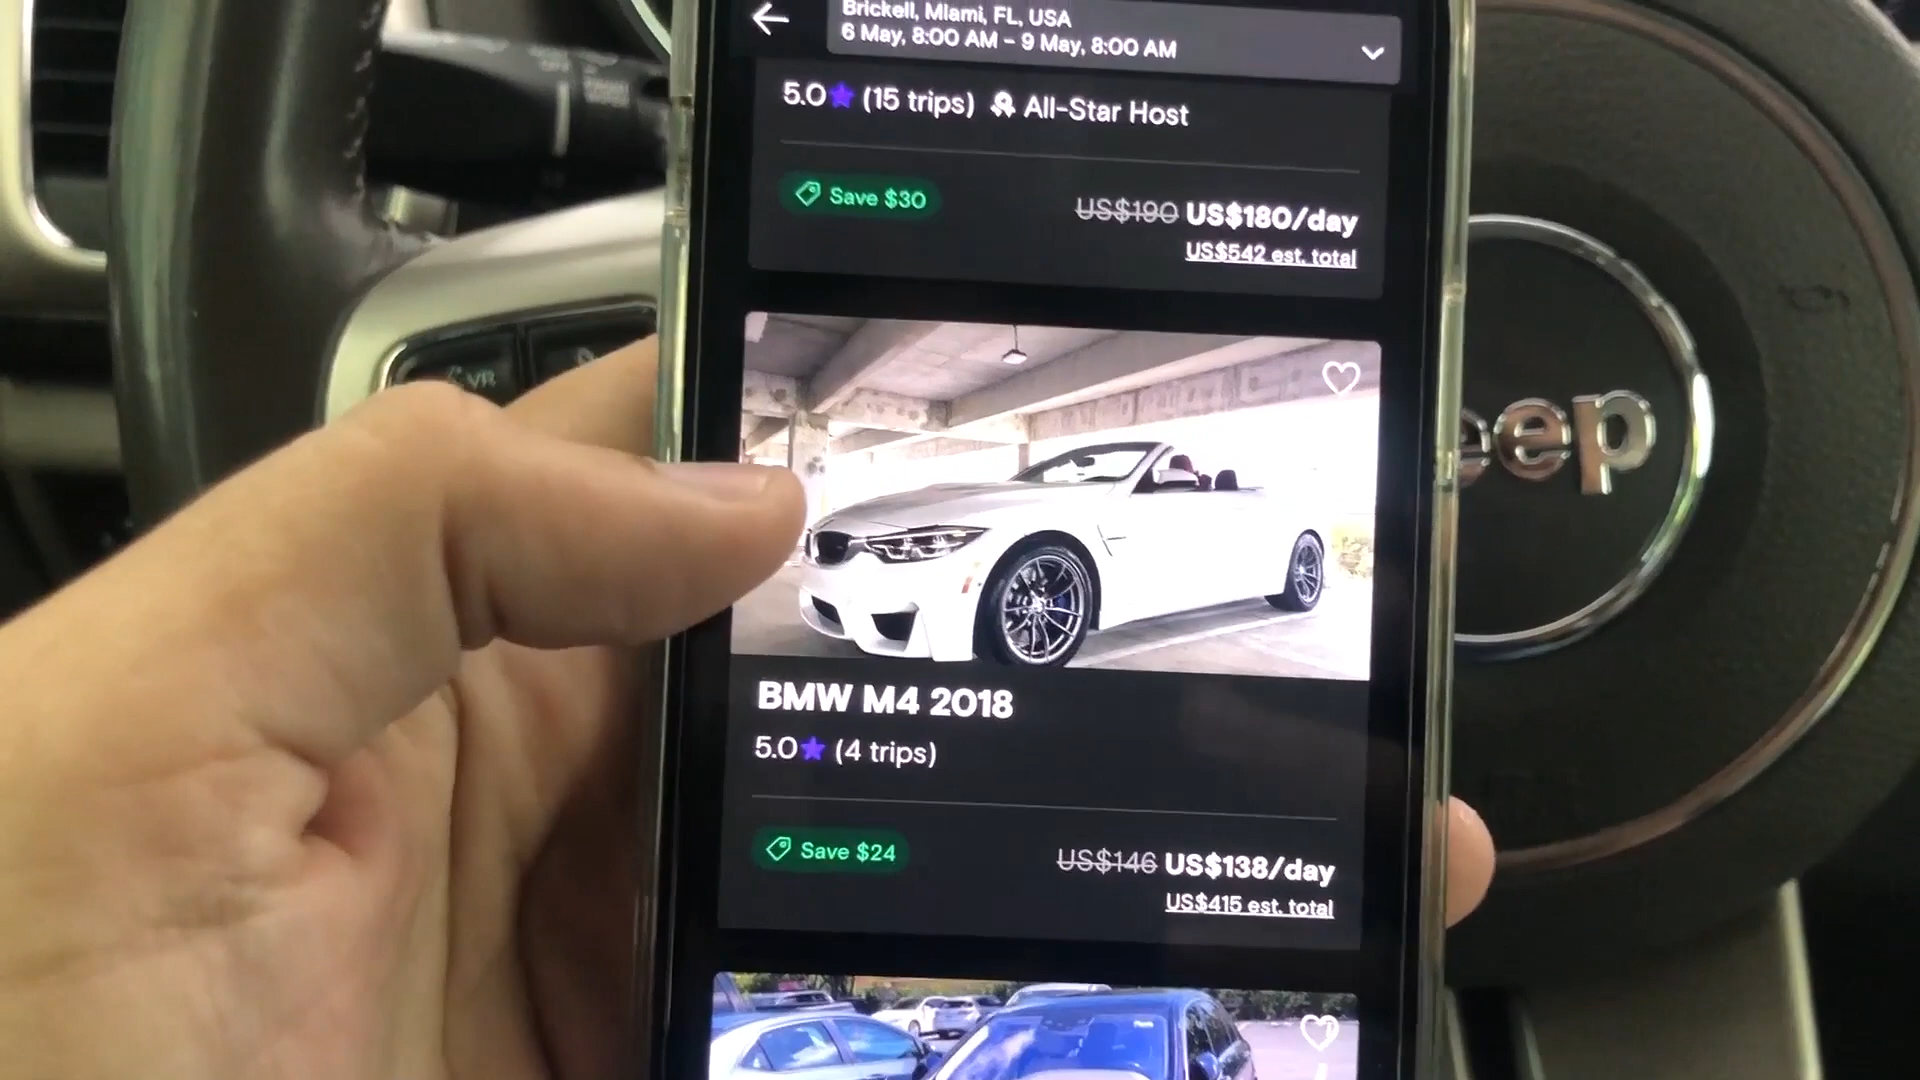 Brickell, Miami, FL, USA
6 May, 8:00 AM – 9 May, 8:00 AM
5.0 (15 trips) All-Star Host
Save $30
US$190 US$180/day
US$542 est. total
BMW M4 2018
5.0 (4 trips)
Save $24
US$146 US$138/day
US$415 est. total
eep
VR